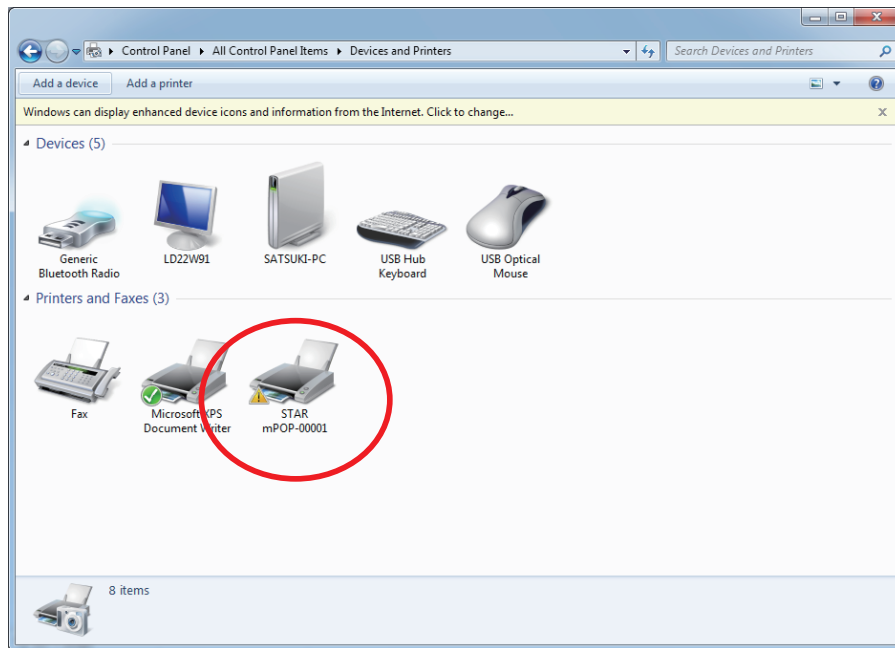 Control Panel ▸ All Control Panel Items ▸ Devices and Printers
Search Devices and Printers
Add a device Add a printer
Windows can display enhanced device icons and information from the Internet. Click to change...
Devices (5)
Generic
Bluetooth Radio
LD22W91
SATSUKI-PC
USB Hub
Keyboard
USB Optical
Mouse
Printers and Faxes (3)
Fax
Microsoft XPS
Document Writer
STAR
mPOP-00001
8 items